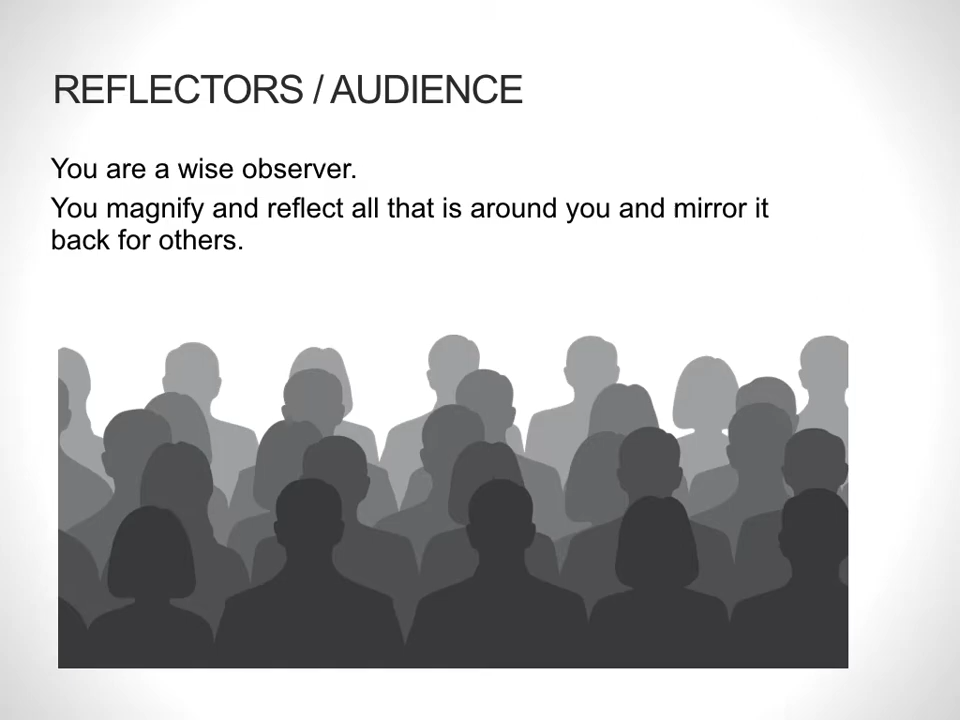 REFLECTORS / AUDIENCE
You are a wise observer.
You magnify and reflect all that is around you and mirror it
back for others.